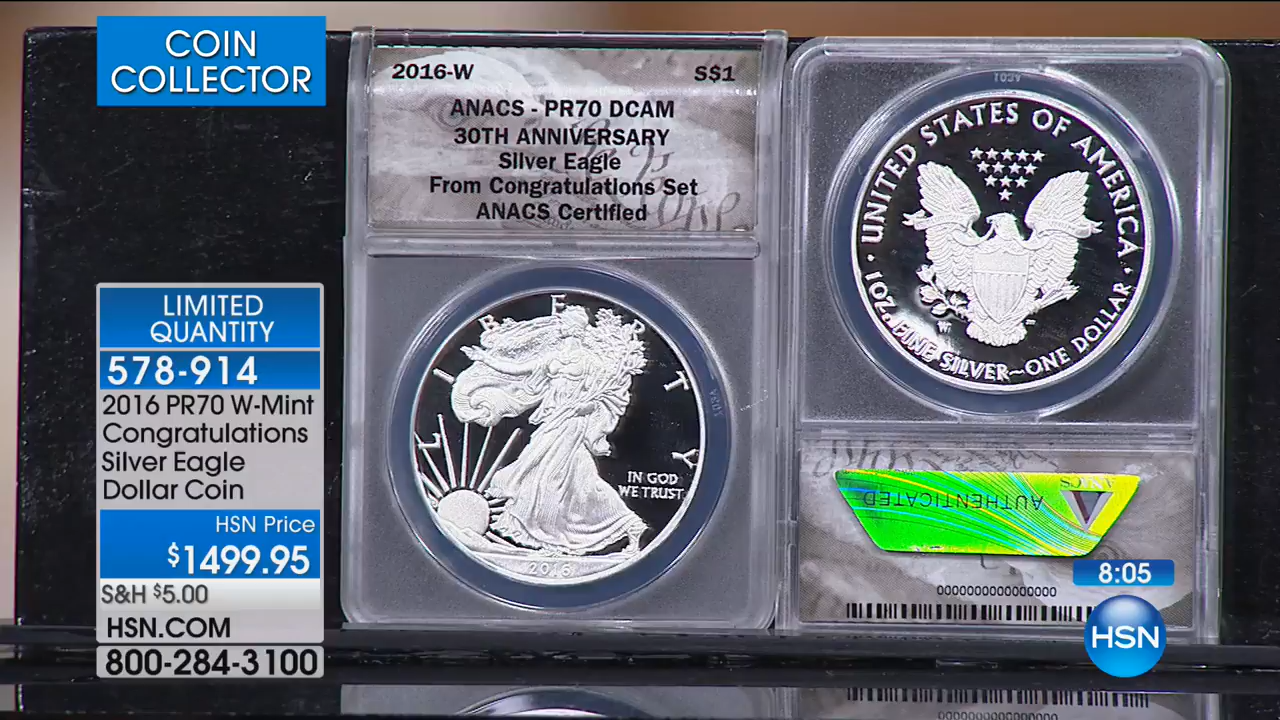 COIN
COLLECTOR
LIMITED
QUANTITY
578-914
2016 PR70 W-Mint
Congratulations
Silver Eagle
Dollar Coin
HSN Price
$1499.95
S&H $5.00
HSN.COM
800-284-3100
2016-W S$1
ANACS - PR70 DCAM
30TH ANNIVERSARY
Silver Eagle
From Congratulations Set
ANACS Certified
LIBERTY
IN GOD
WE TRUST
2016
UNITED STATES OF AMERICA
1 OZ. FINE SILVER~ONE DOLLAR
W
ANACS
AUTHENTICATED
0000000000000000
8:05
HSN